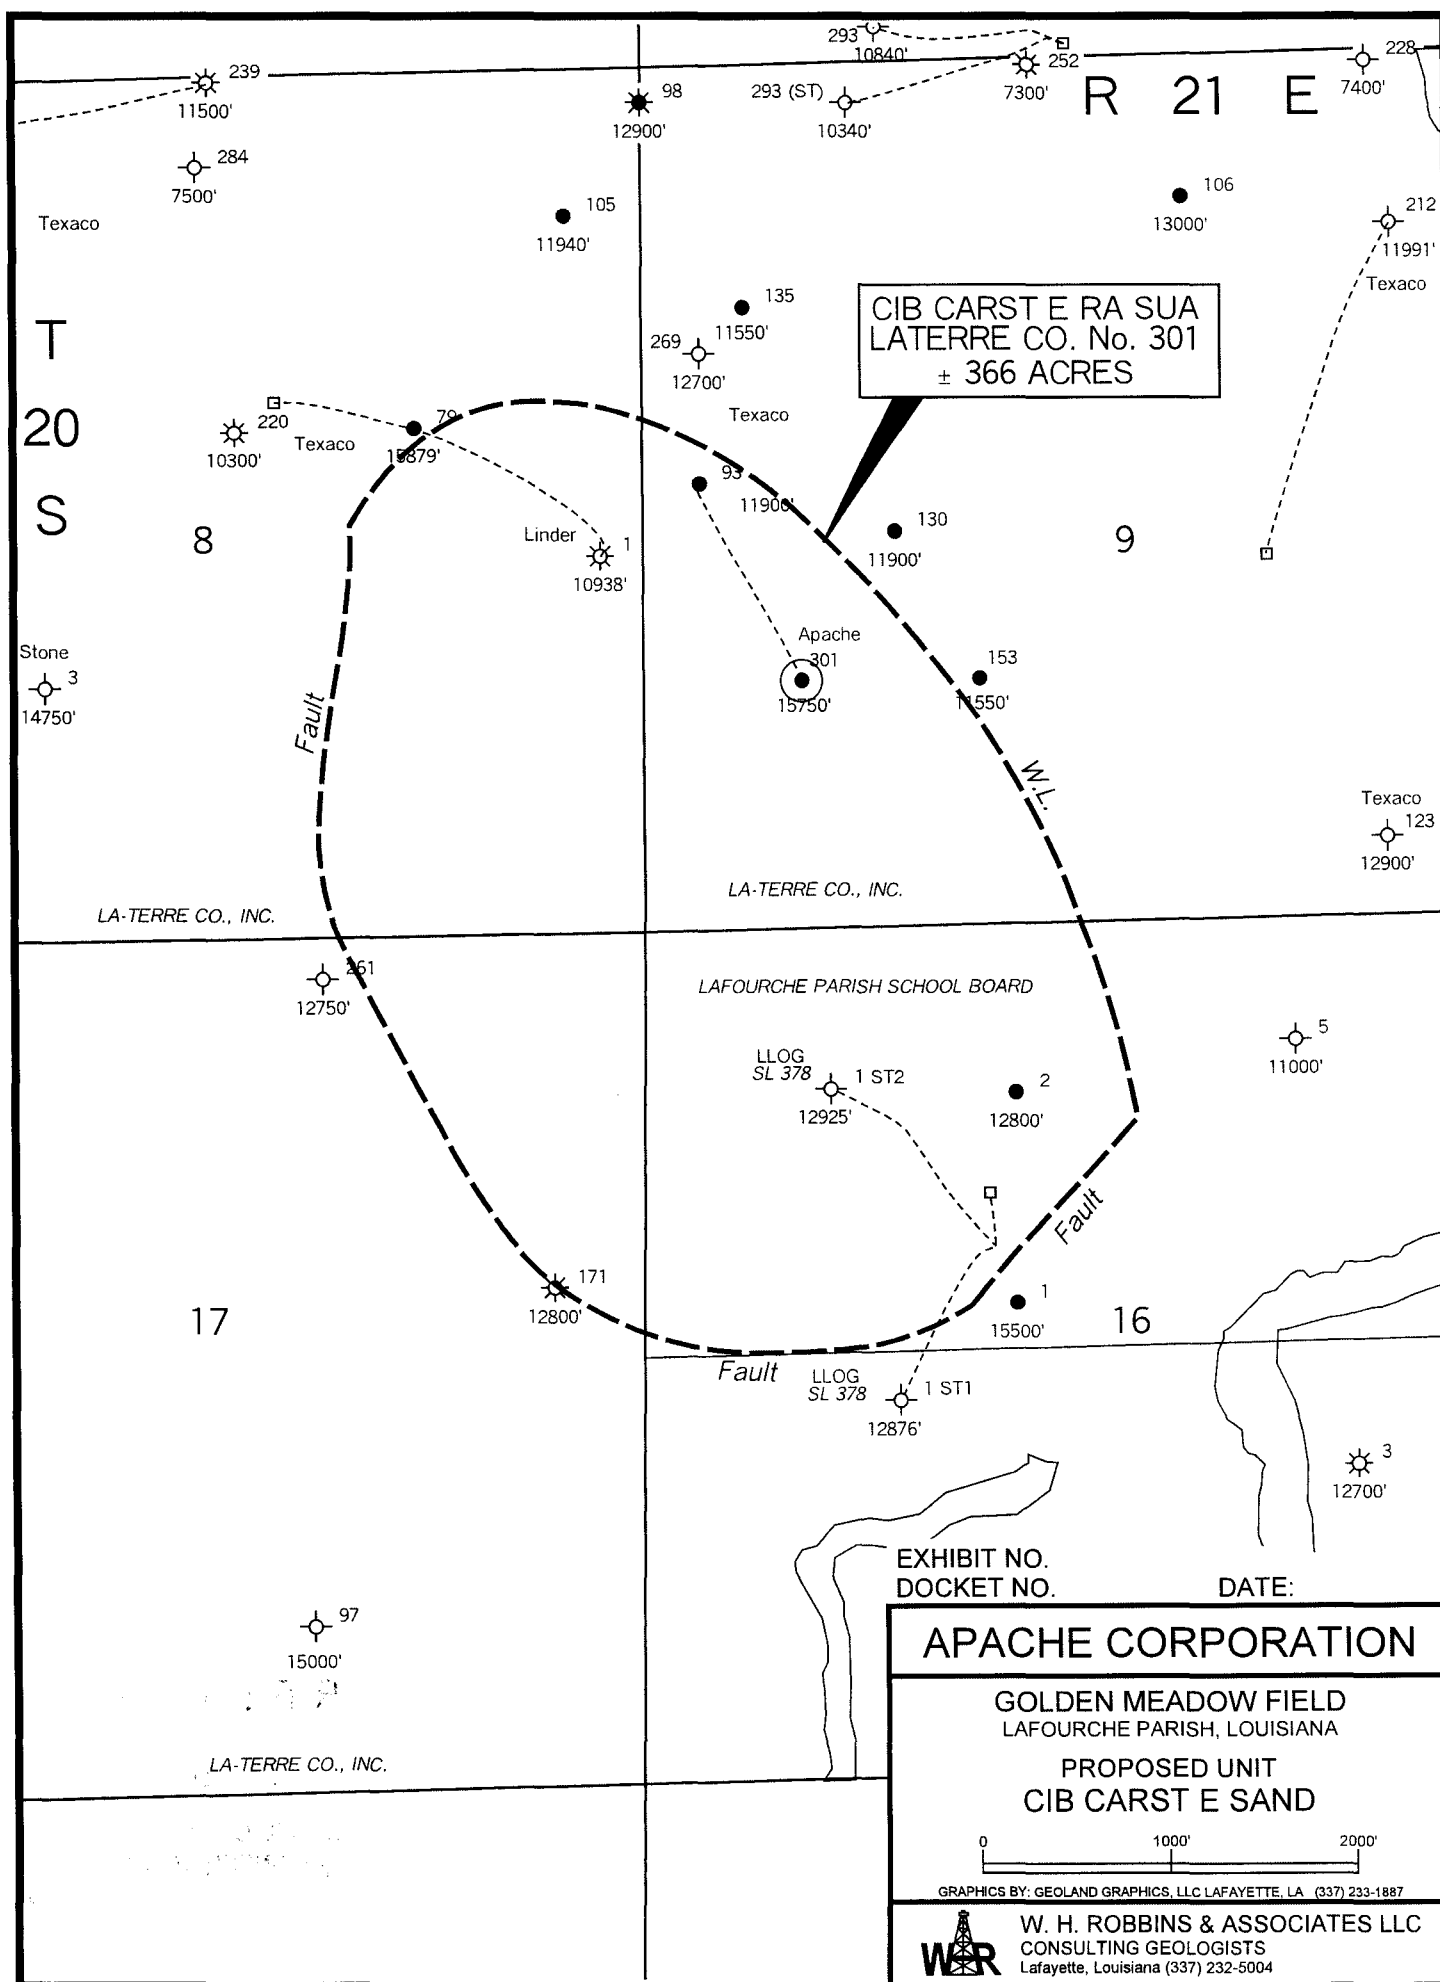 293
10840'
239
11500'
98
12900'
293 (ST)
10340'
252
7300'
228
7400'
R 21 E
284
7500'
Texaco
105
11940'
106
13000'
212
11991'
Texaco
T
20
S
135
11550'
269
12700'
Texaco
CIB CARST E RA SUA
LATERRE CO. No. 301
± 366 ACRES
220
10300'
Texaco
79
15879'
93
11900'
130
11900'
8
Linder
1
10938'
9
Stone
3
14750'
Fault
Apache
301
15750'
153
11550'
W.L.
Texaco
123
12900'
LA-TERRE CO., INC.
LA-TERRE CO., INC.
261
12750'
LAFOURCHE PARISH SCHOOL BOARD
5
11000'
LLOG
SL 378
1 ST2
12925'
2
12800'
Fault
171
12800'
17
1
15500'
16
Fault
LLOG
SL 378
1 ST1
12876'
3
12700'
97
15000'
LA-TERRE CO., INC.
EXHIBIT NO.
DOCKET NO. DATE:
APACHE CORPORATION
GOLDEN MEADOW FIELD
LAFOURCHE PARISH, LOUISIANA
PROPOSED UNIT
CIB CARST E SAND
0 1000' 2000'
GRAPHICS BY: GEOLAND GRAPHICS, LLC LAFAYETTE, LA (337) 233-1887
W R
W. H. ROBBINS & ASSOCIATES LLC
CONSULTING GEOLOGISTS
Lafayette, Louisiana (337) 232-5004